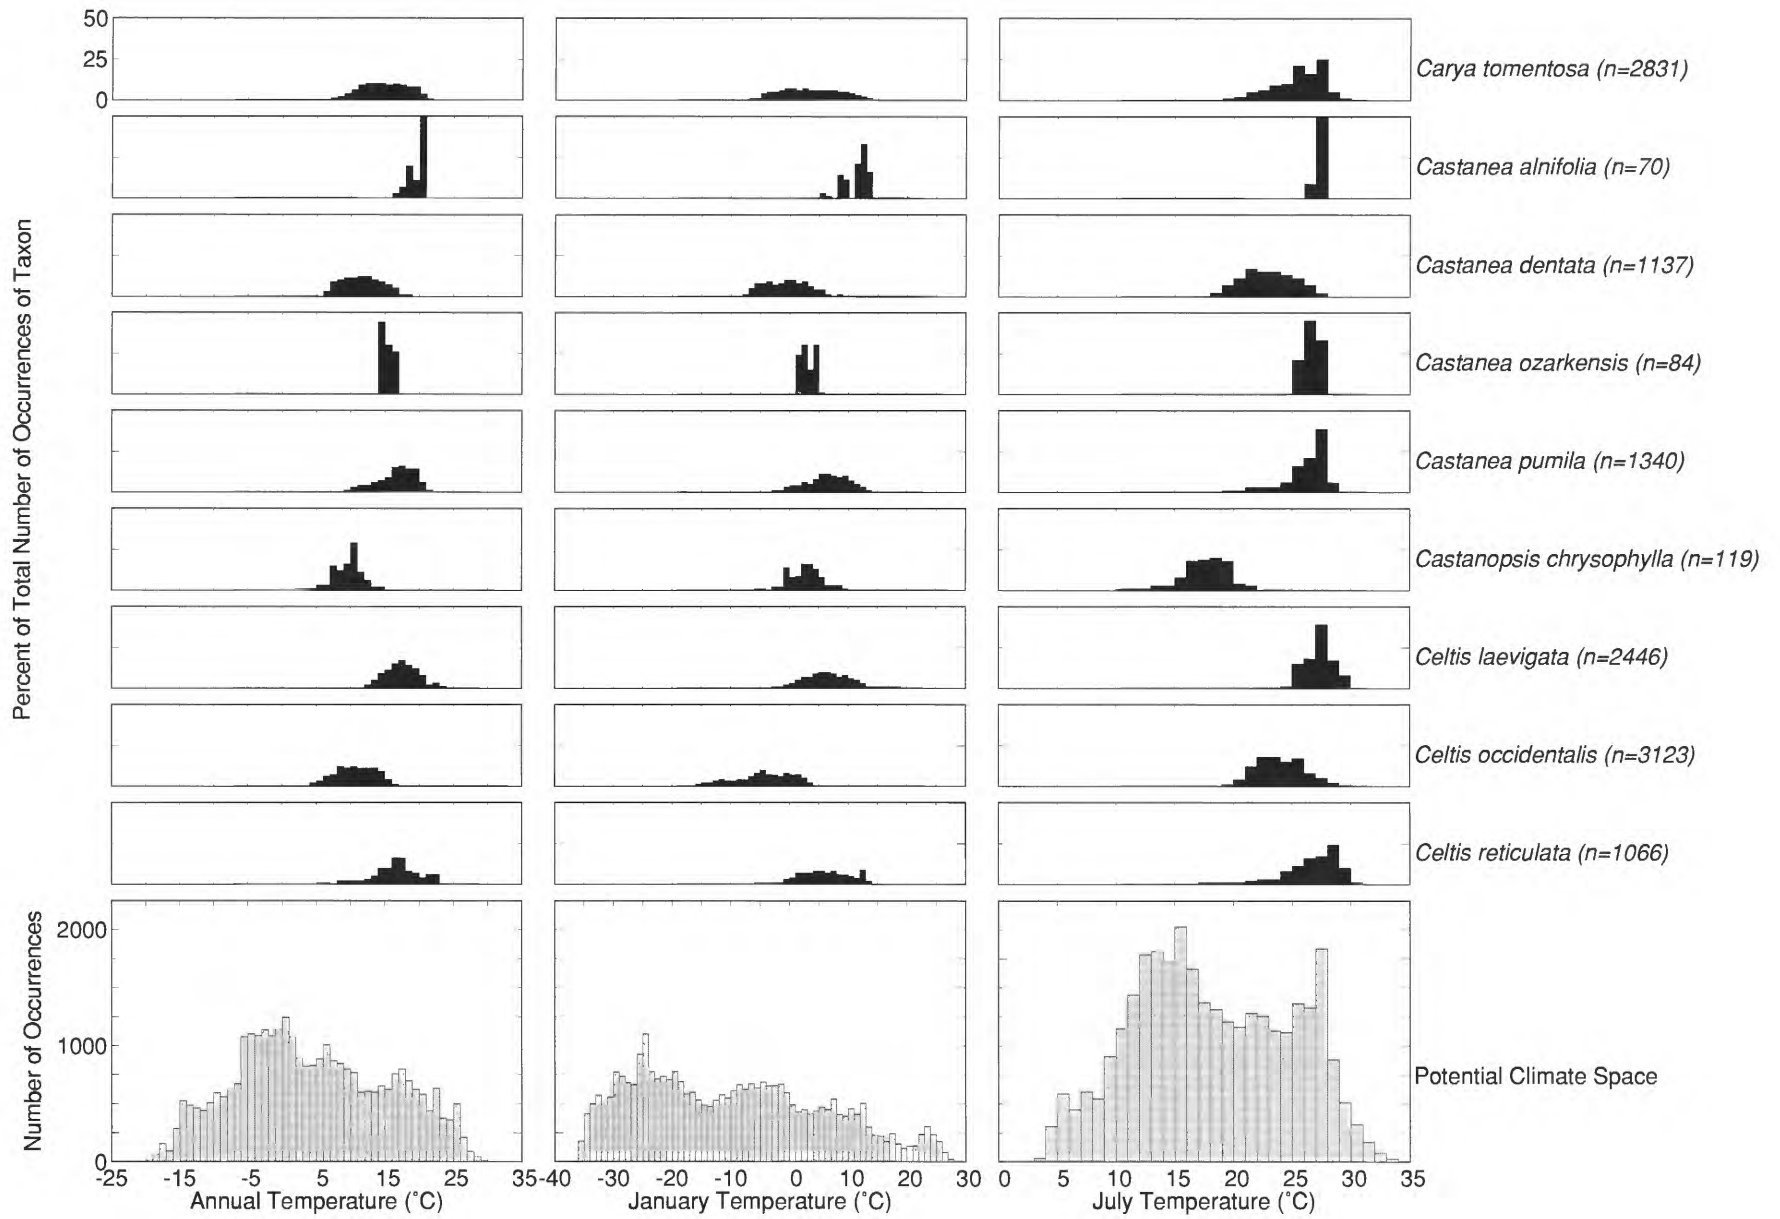 50
25
0
Carya tomentosa (n=2831)
Castanea alnifolia (n=70)
Castanea dentata (n=1137)
Castanea ozarkensis (n=84)
Castanea pumila (n=1340)
Castanopsis chrysophylla (n=119)
Celtis laevigata (n=2446)
Celtis occidentalis (n=3123)
Celtis reticulata (n=1066)
Percent of Total Number of Occurrences of Taxon
Number of Occurrences
2000
1000
0
Potential Climate Space
-25 -15 -5 5 15 25 35
-40 -30 -20 -10 0 10 20 30
0 5 10 15 20 25 30 35
Annual Temperature (°C)
January Temperature (°C)
July Temperature (°C)